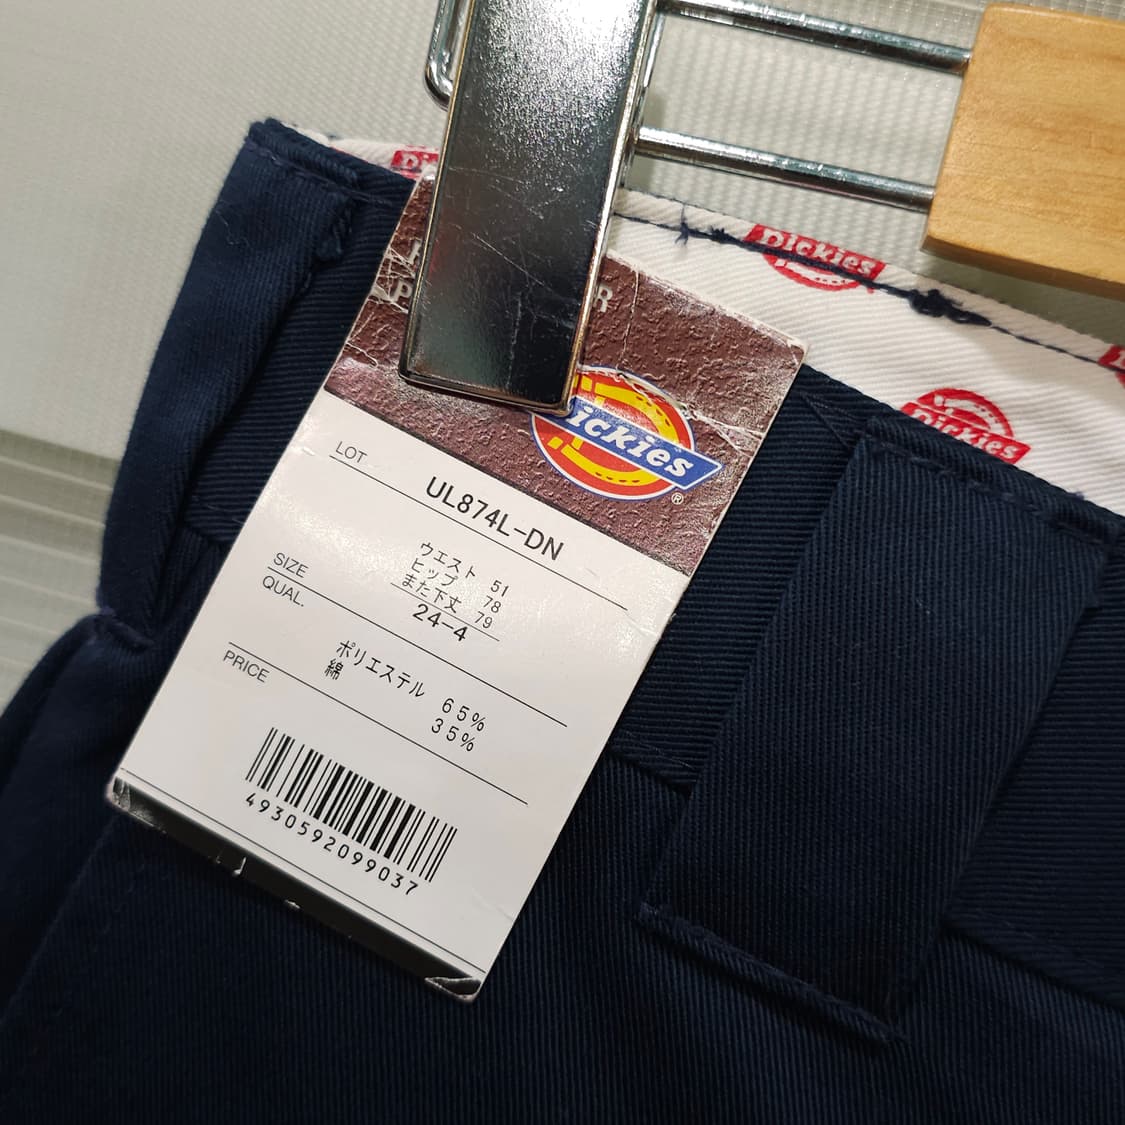 Dickies
Dickies
Dickies
LOT
UL874L-DN
SIZE
ウエスト 51
ヒップ 78
また下丈 79
24-4
QUAL.
ポリエステル 65%
綿 35%
PRICE
4930592099037